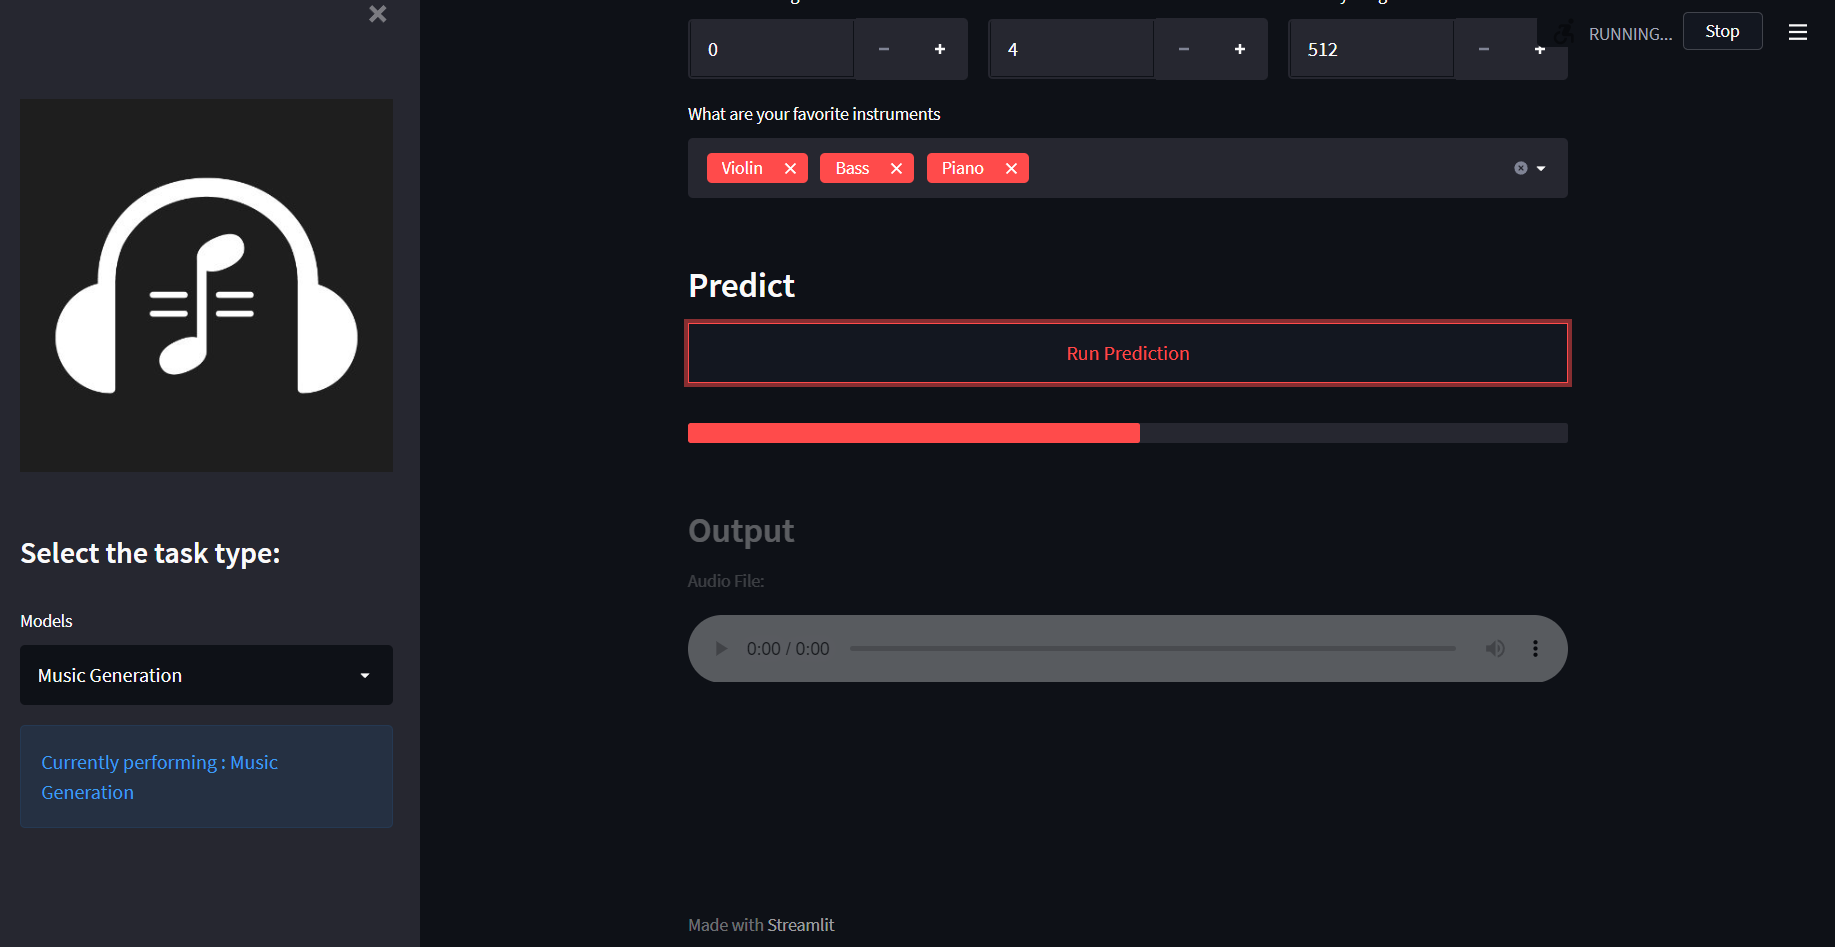 RUNNING...
Stop
0
4
512
What are your favorite instruments
Violin
Bass
Piano
Predict
Run Prediction
Output
Audio File:
0:00 / 0:00
Select the task type:
Models
Music Generation
Currently performing : Music
Generation
Made with Streamlit